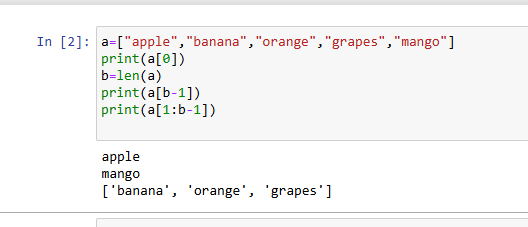 In [2]: a=["apple","banana","orange","grapes","mango"]
print(a[0])
b=len(a)
print(a[b-1])
print(a[1:b-1])
apple
mango
['banana', 'orange', 'grapes']